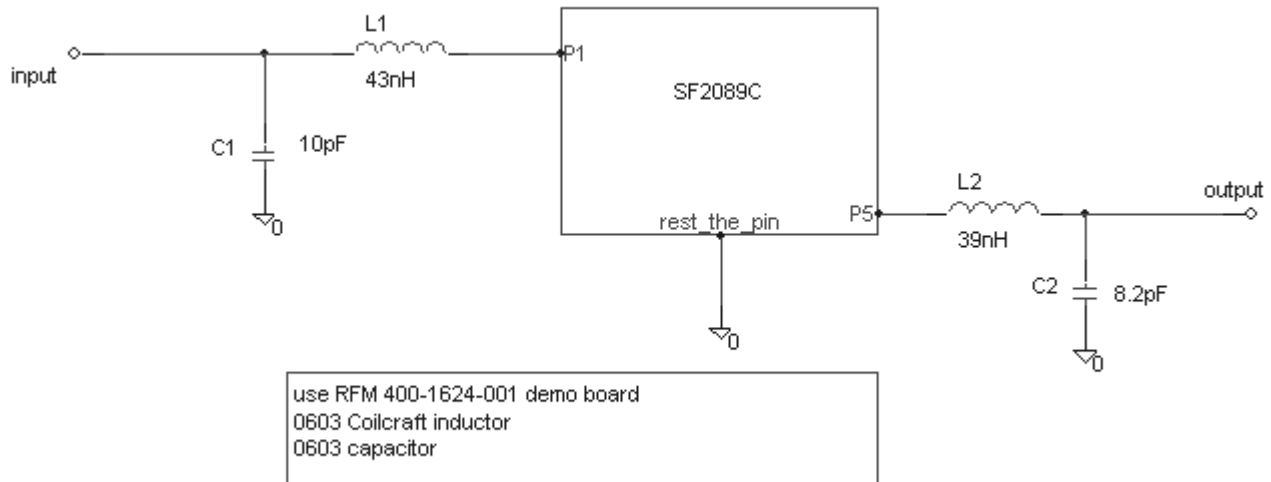 L1
input
43nH
P1
SF2089C
C1
10pF
0
rest_the_pin
P5
L2
39nH
output
C2
8.2pF
0
0
use RFM 400-1624-001 demo board
0603 Coilcraft inductor
0603 capacitor